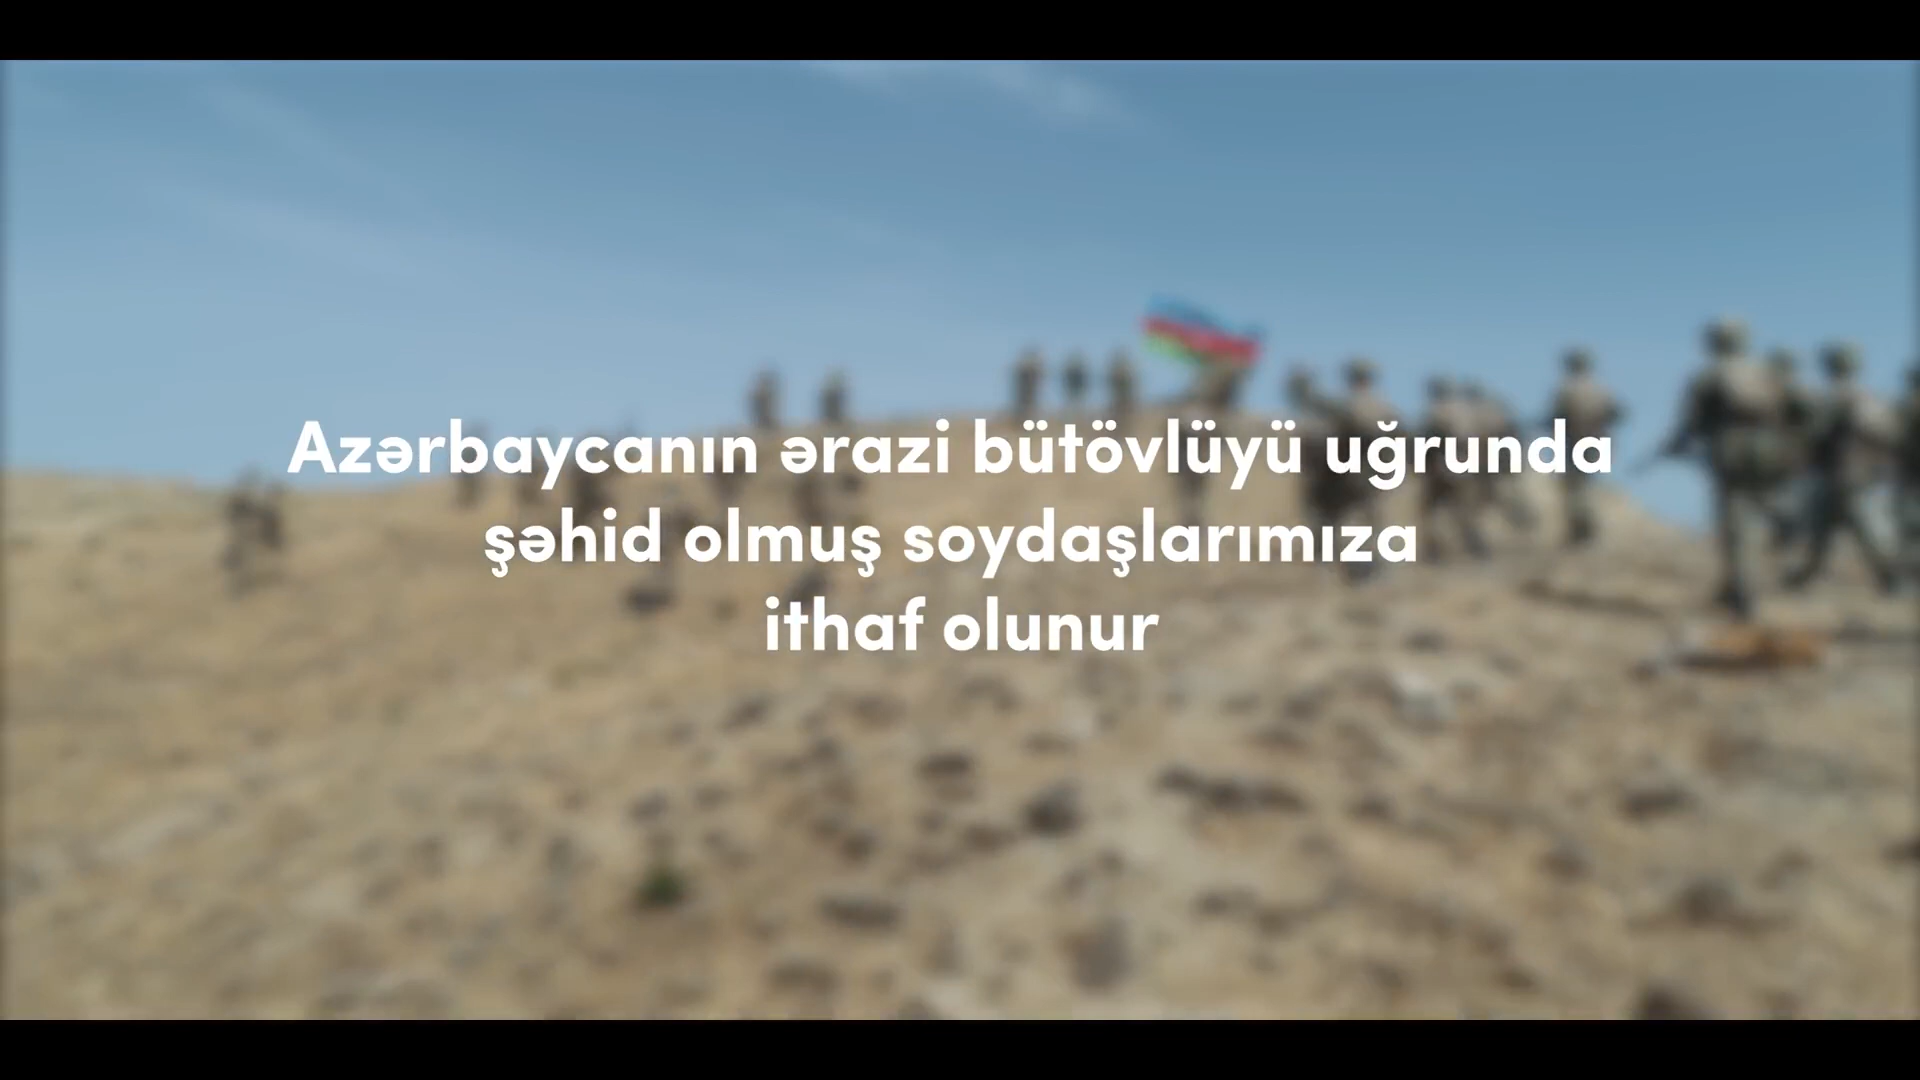 Azərbaycanın ərazi bütövlüyü uğrunda
şəhid olmuş soydaşlarımıza
ithaf olunur